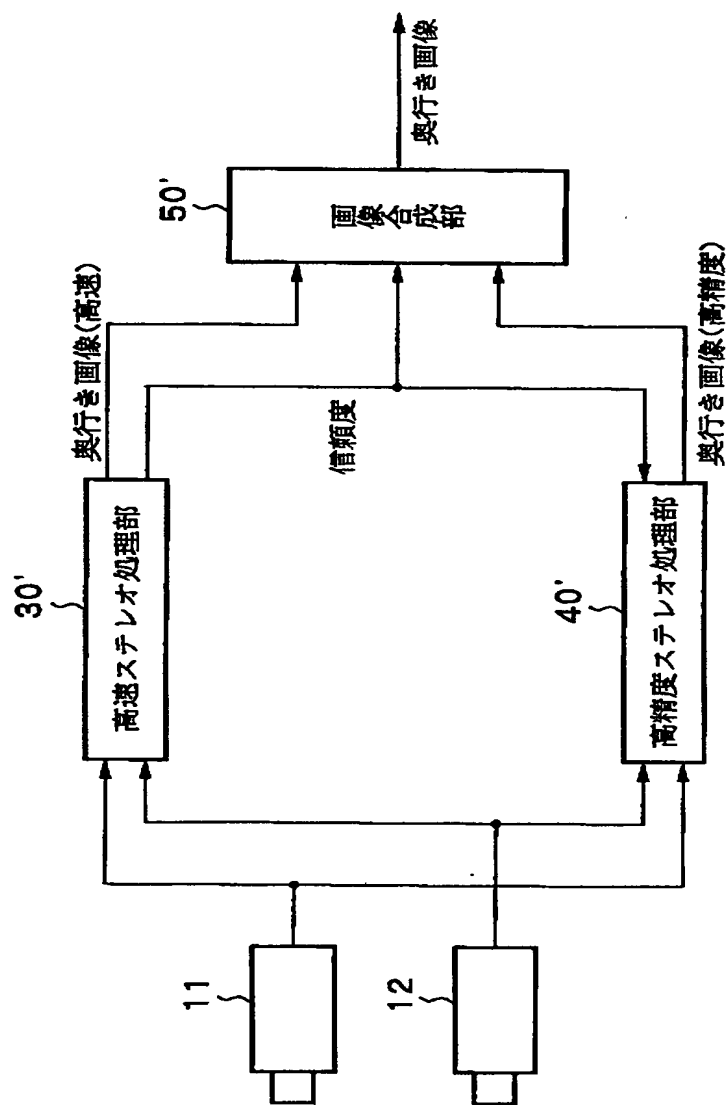 11
12
30'
高速ステレオ処理部
40'
高精度ステレオ処理部
奥行き画像(高速)
信頼度
奥行き画像(高精度)
50'
画像合成部
奥行き画像